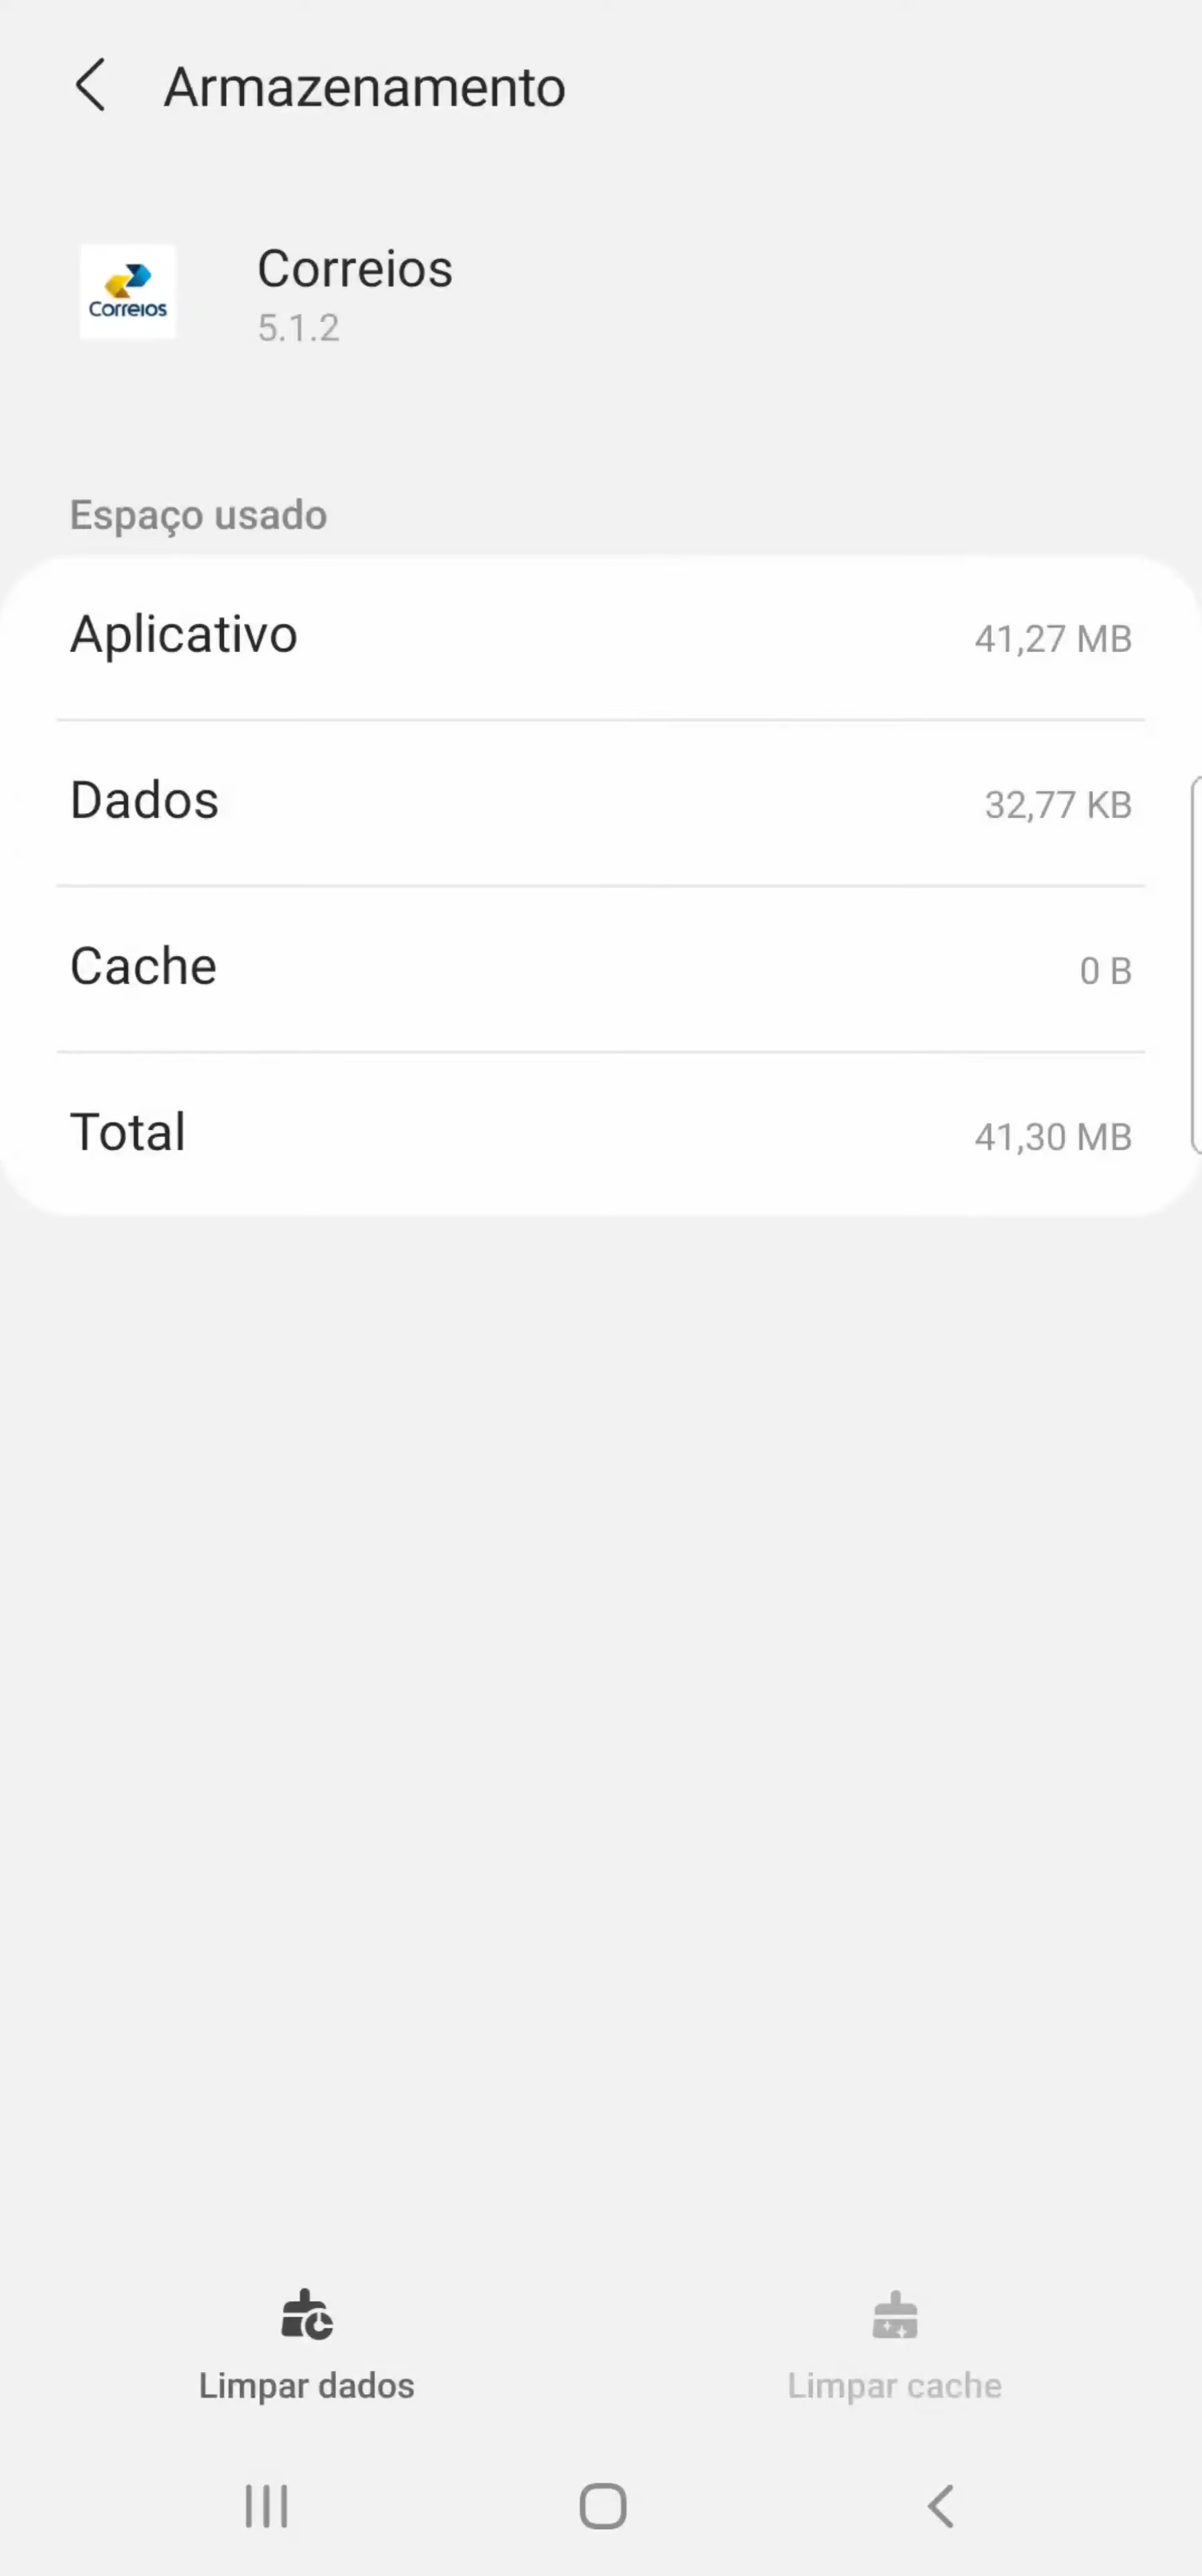 Armazenamento
Correios
Correios
5.1.2
Espaço usado
Aplicativo 41,27 MB
Dados 32,77 KB
Cache 0 B
Total 41,30 MB
Limpar dados Limpar cache